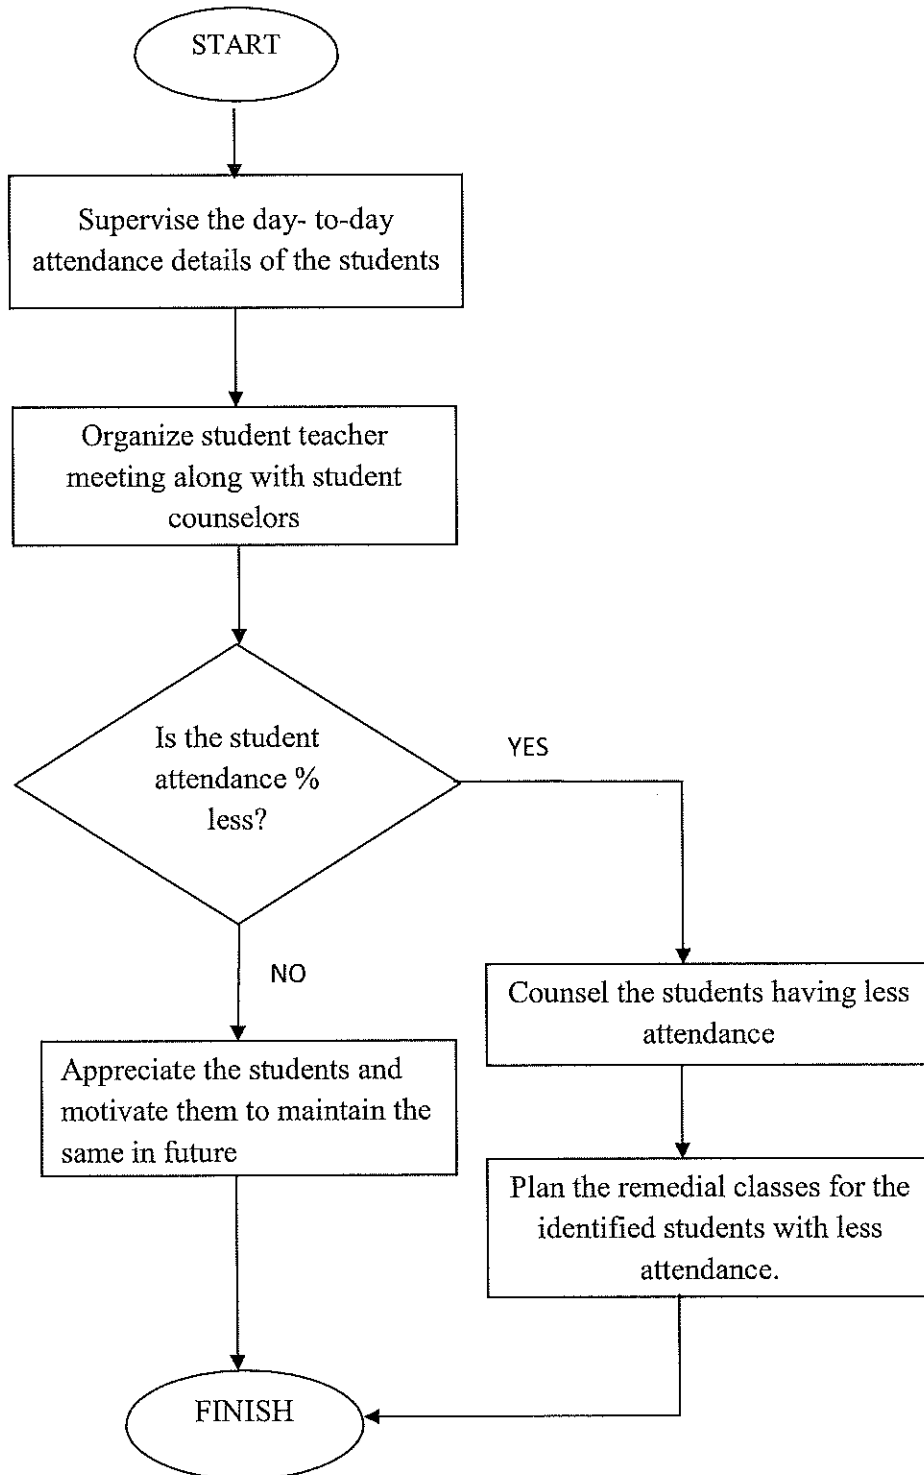 START
Supervise the day- to-day
attendance details of the students
Organize student teacher
meeting along with student
counselors
Is the student
attendance %
less?
YES
NO
Counsel the students having less
attendance
Appreciate the students and
motivate them to maintain the
same in future
Plan the remedial classes for the
identified students with less
attendance.
FINISH